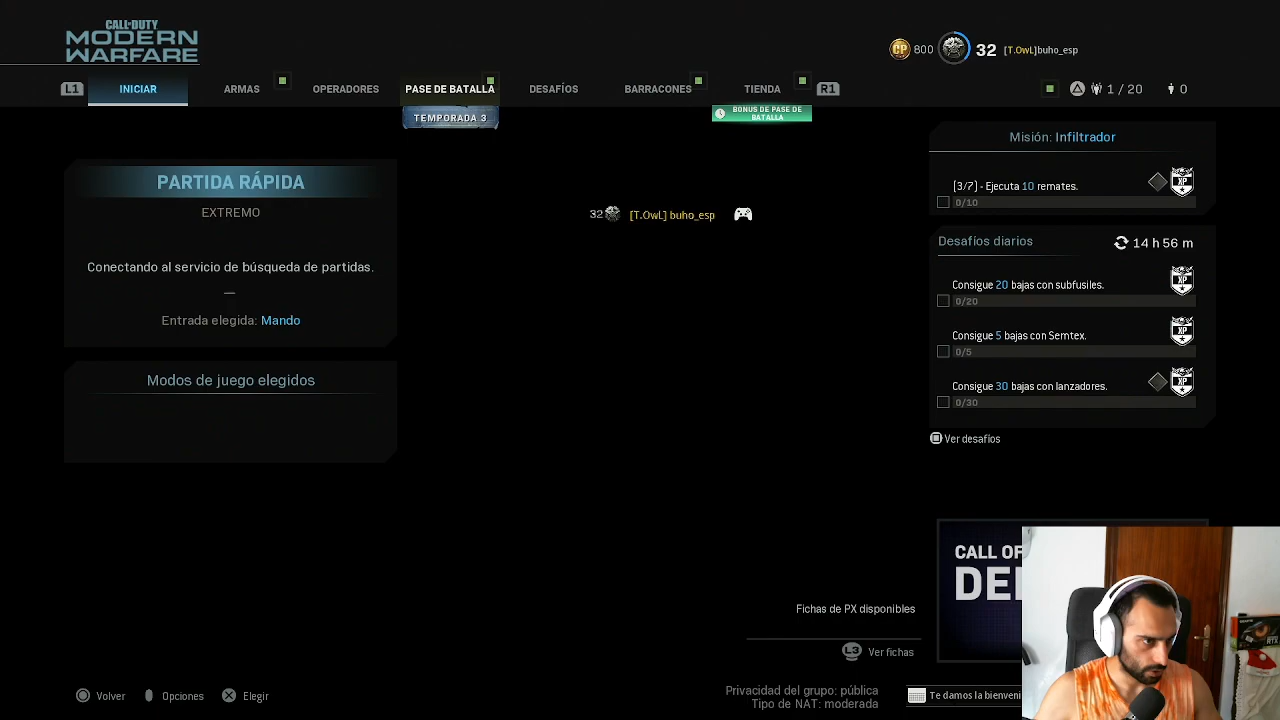 CALL OF DUTY
MODERN
WARFARE
CP 800 32 [T.OwL]buho_esp
L1 INICIAR ARMAS OPERADORES PASE DE BATALLA DESAFÍOS BARRACONES TIENDA R1 1 / 20 0
TEMPORADA 3
BONUS DE PASE DE
BATALLA
PARTIDA RÁPIDA
EXTREMO
Conectando al servicio de búsqueda de partidas.
Entrada elegida: Mando
Modos de juego elegidos
32 [T.OwL] buho_esp
Misión: Infiltrador
[3/7] - Ejecuta 10 remates.
XP
0/10
Desafíos diarios 14 h 56 m
Consigue 20 bajas con subfusiles.
XP
0/20
Consigue 5 bajas con Semtex.
XP
0/5
Consigue 30 bajas con lanzadores.
XP
0/30
Ver desafíos
CALL OF
Fichas de PX disponibles
L3 Ver fichas
Volver Opciones Elegir
Privacidad del grupo: pública
Tipo de NAT: moderada
Te damos la bienveni